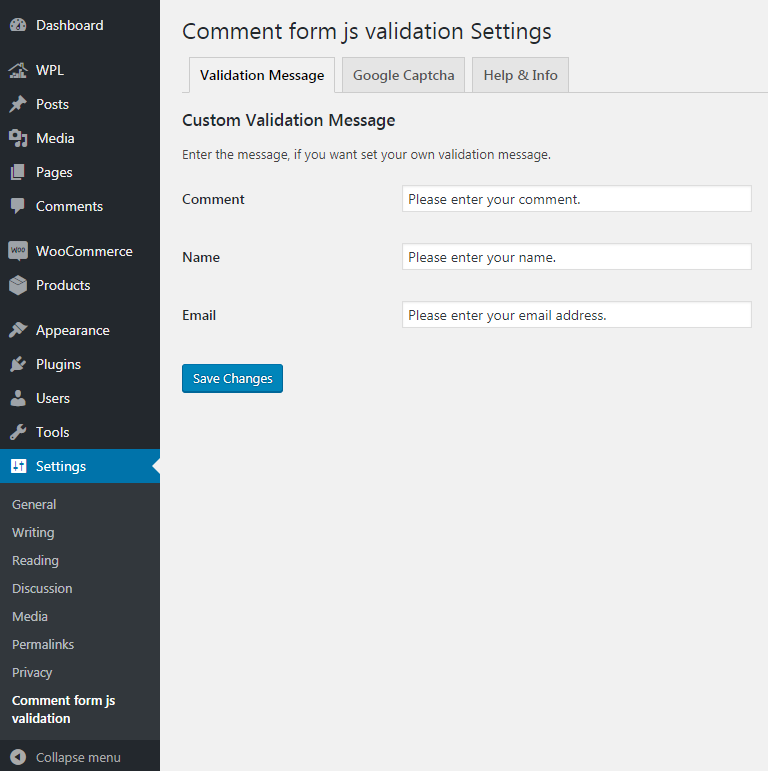 Dashboard
WPL
Posts
Media
Pages
Comments
WOO
WooCommerce
Products
Appearance
Plugins
Users
Tools
Settings
General
Writing
Reading
Discussion
Media
Permalinks
Privacy
Comment form js
validation
Collapse menu
Comment form js validation Settings
Validation Message Google Captcha Help & Info
Custom Validation Message
Enter the message, if you want set your own validation message.
Comment Please enter your comment.
Name Please enter your name.
Email Please enter your email address.
Save Changes